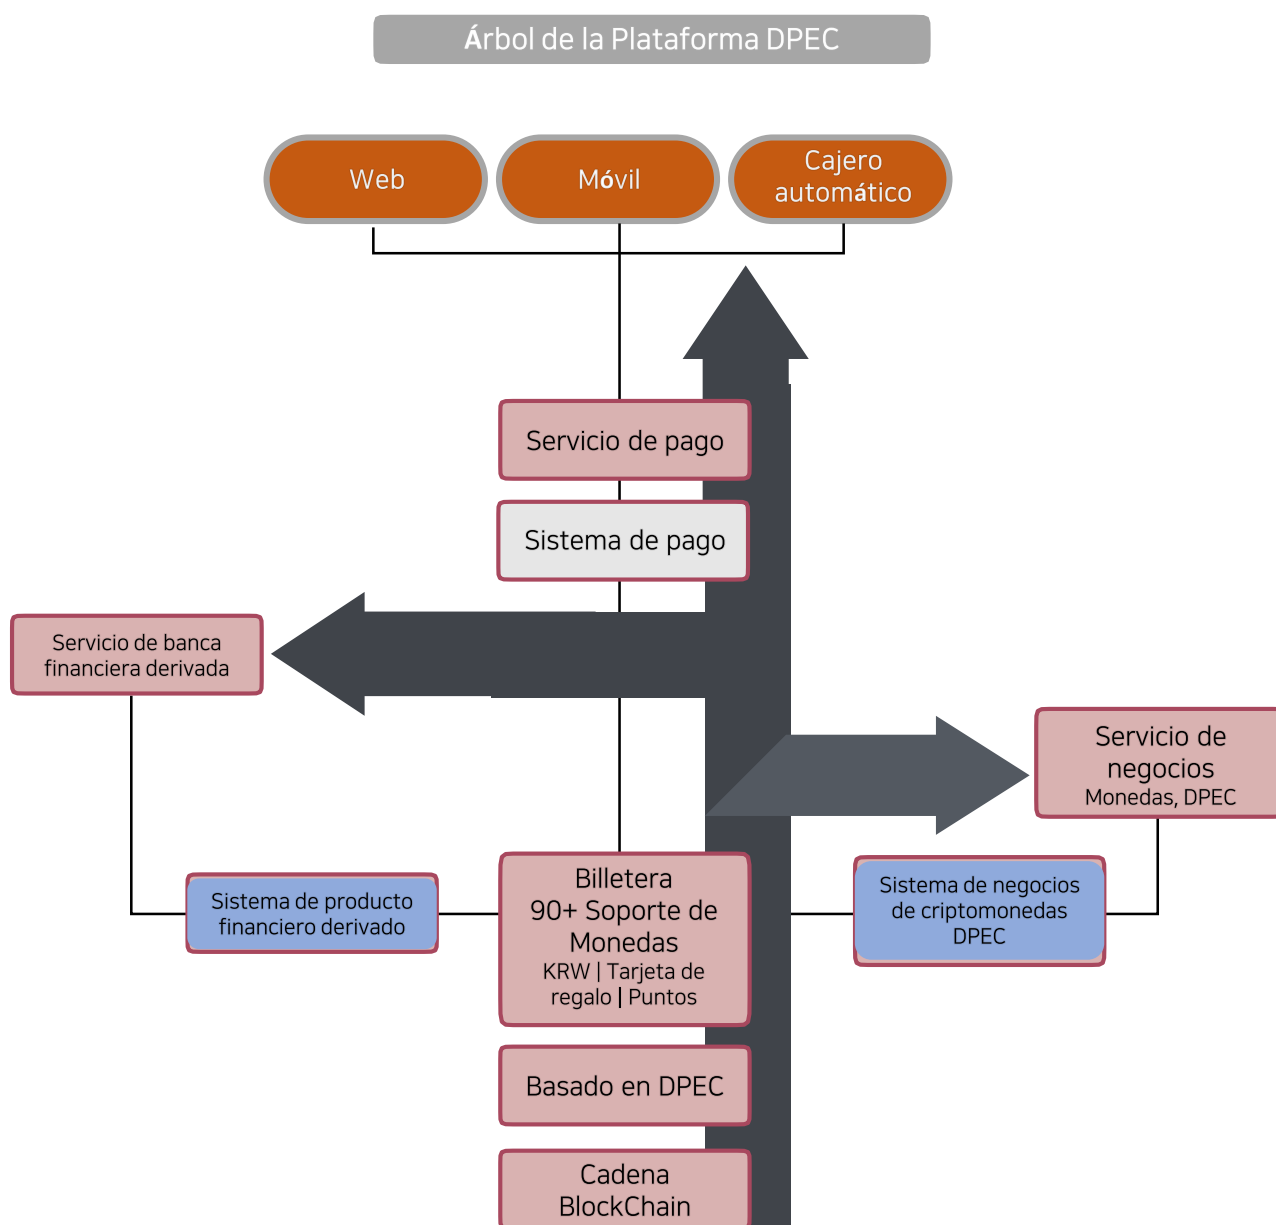 Árbol de la Plataforma DPEC
Web
Móvil
Cajero
automático
Servicio de pago
Sistema de pago
Servicio de banca
financiera derivada
Servicio de
negocios
Monedas, DPEC
Sistema de producto
financiero derivado
Billetera
90+ Soporte de
Monedas
KRW | Tarjeta de
regalo | Puntos
Sistema de negocios
de criptomonedas
DPEC
Basado en DPEC
Cadena
BlockChain